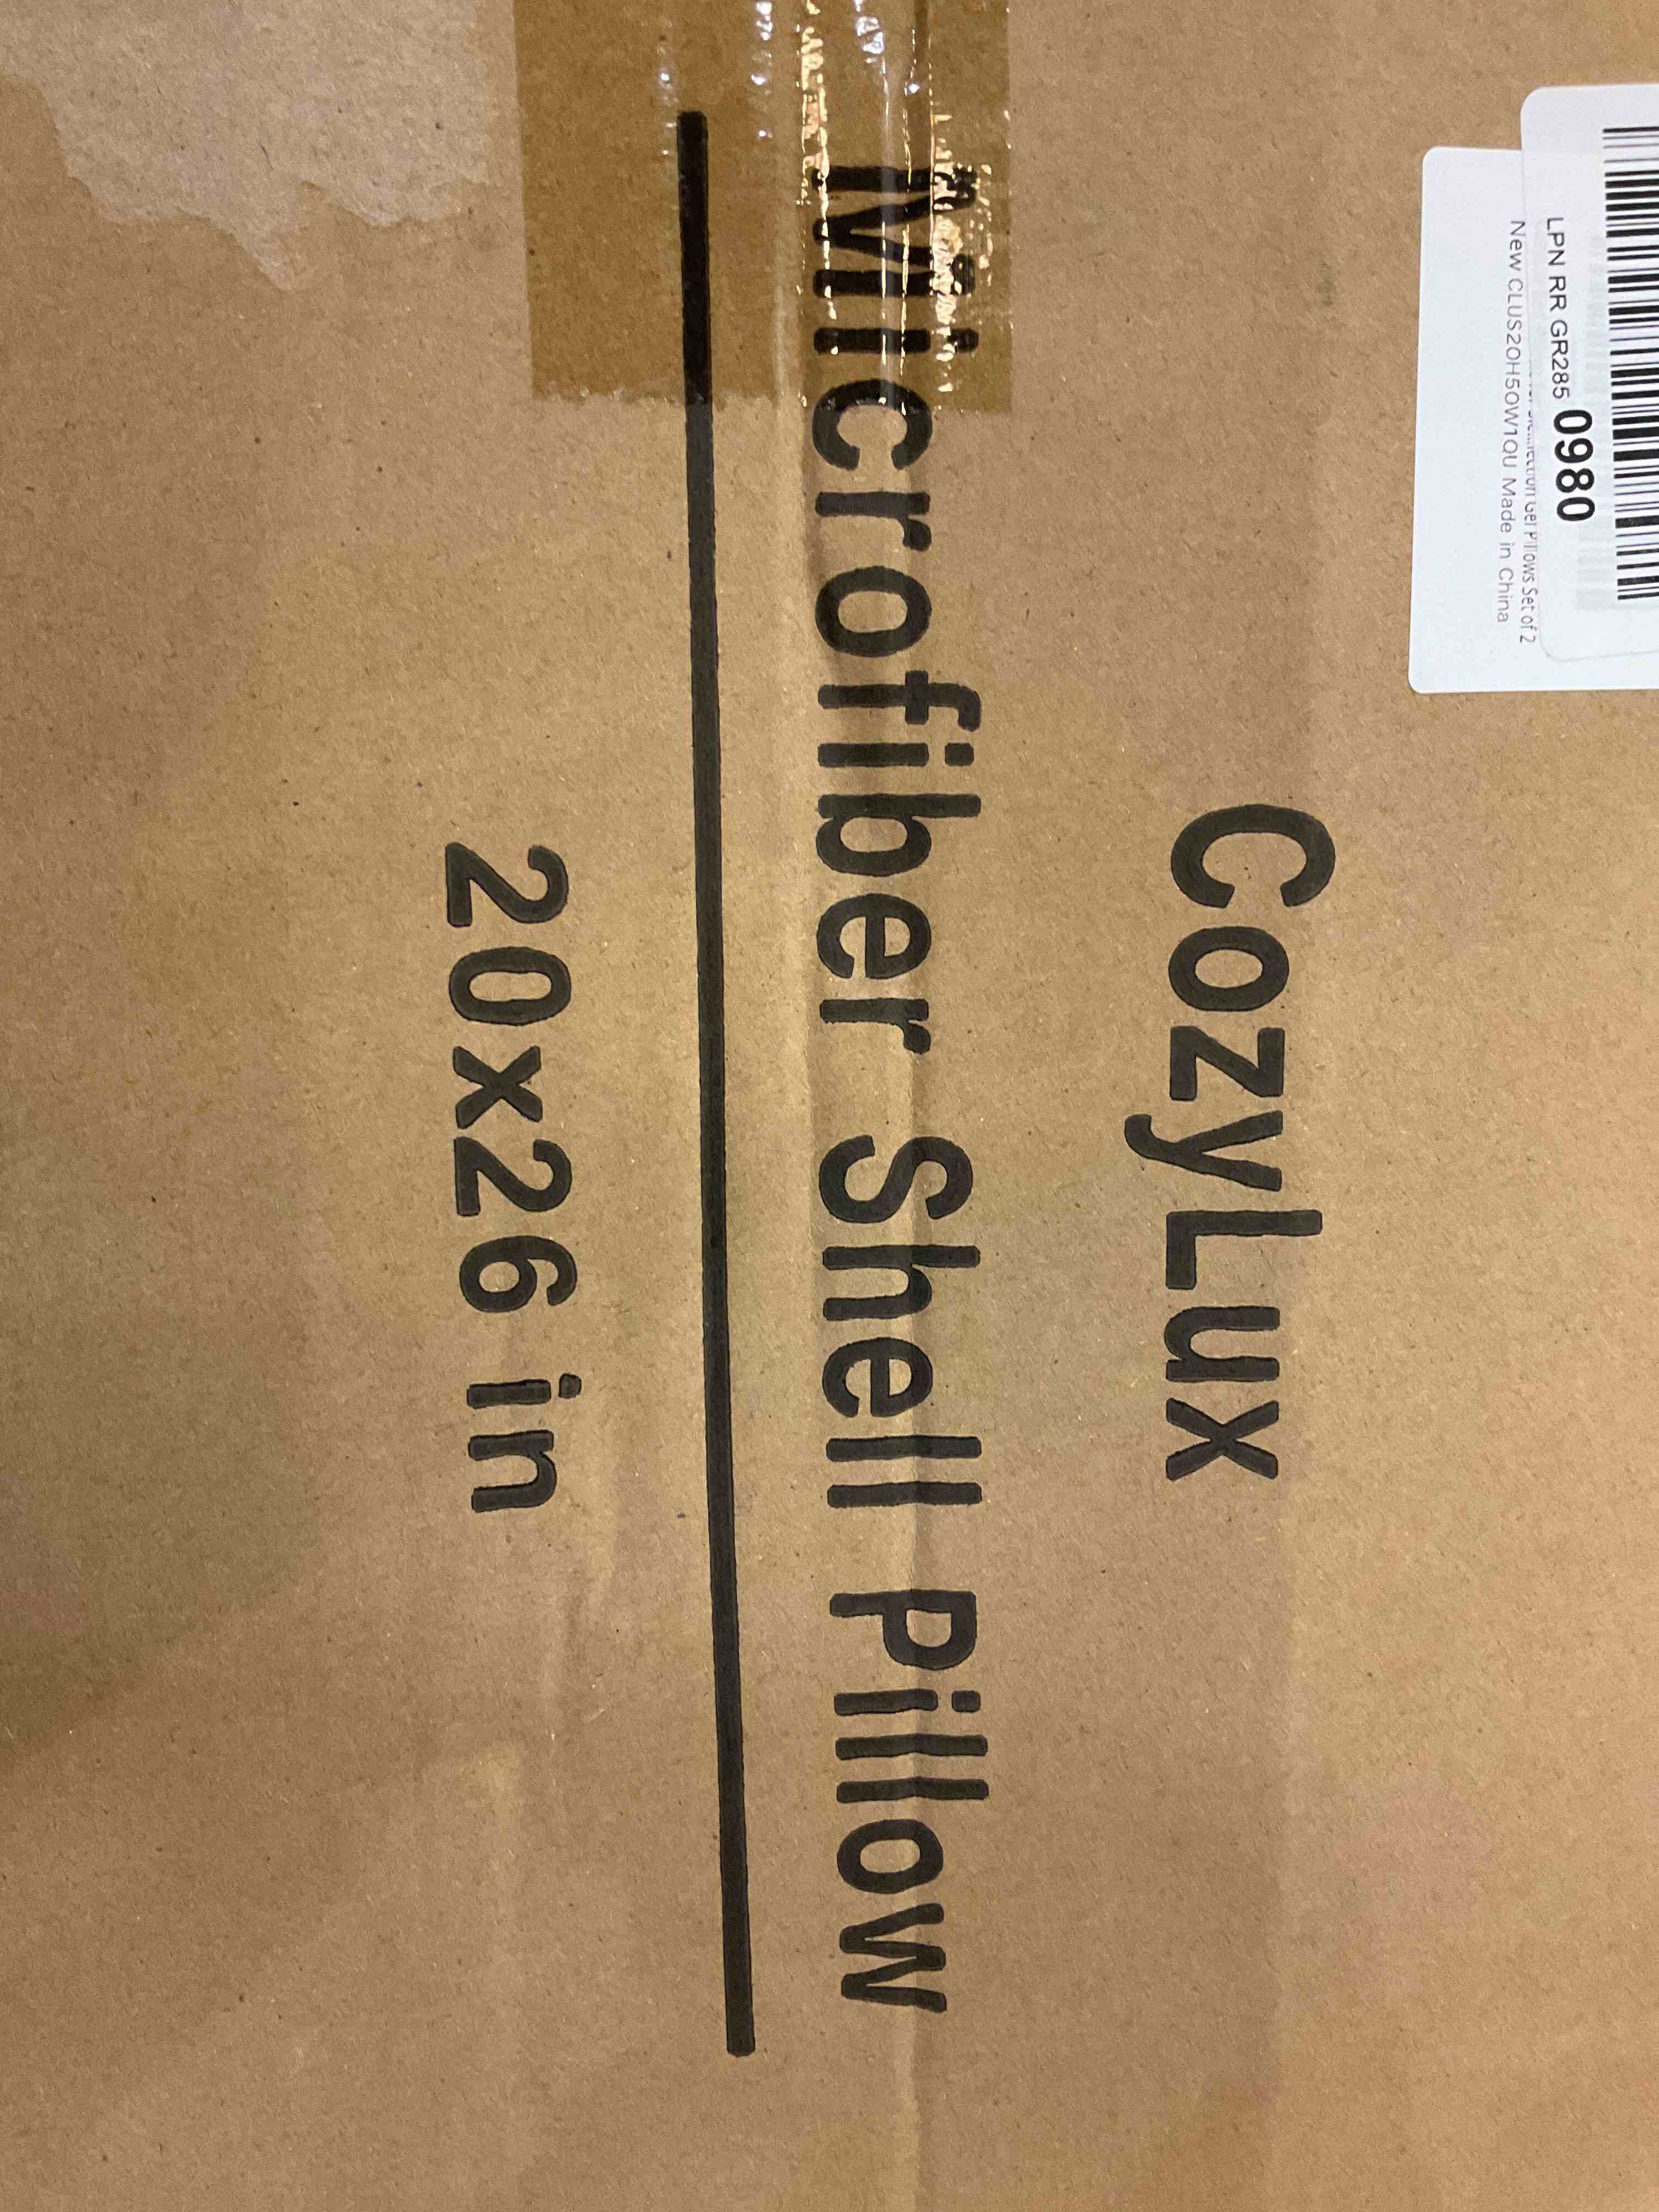 LPN RR GR285 0980
Gel Pillows Set of 2
New CLUS20H50W1QU Made in China
CozyLux
Microfiber Shell Pillow
20x26 in